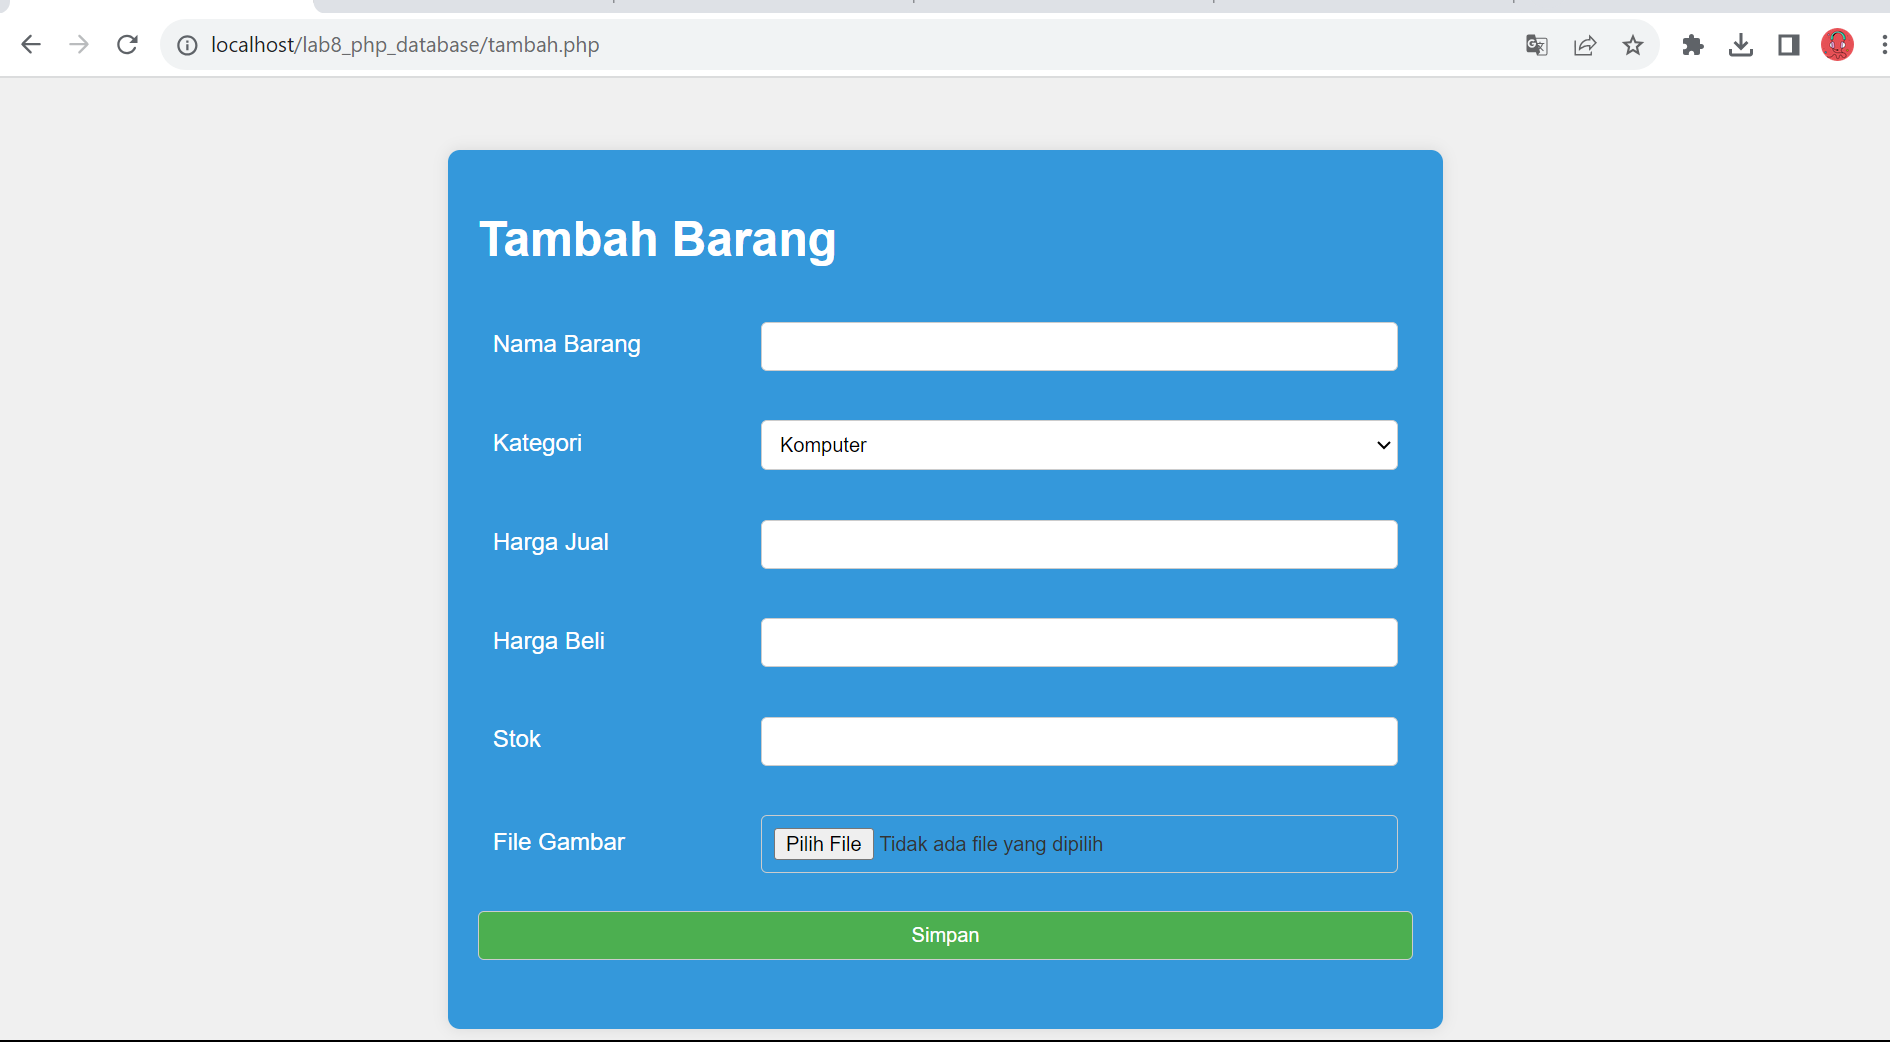 localhost/lab8_php_database/tambah.php
Tambah Barang
Nama Barang
Kategori
Komputer
Harga Jual
Harga Beli
Stok
File Gambar
Pilih File Tidak ada file yang dipilih
Simpan